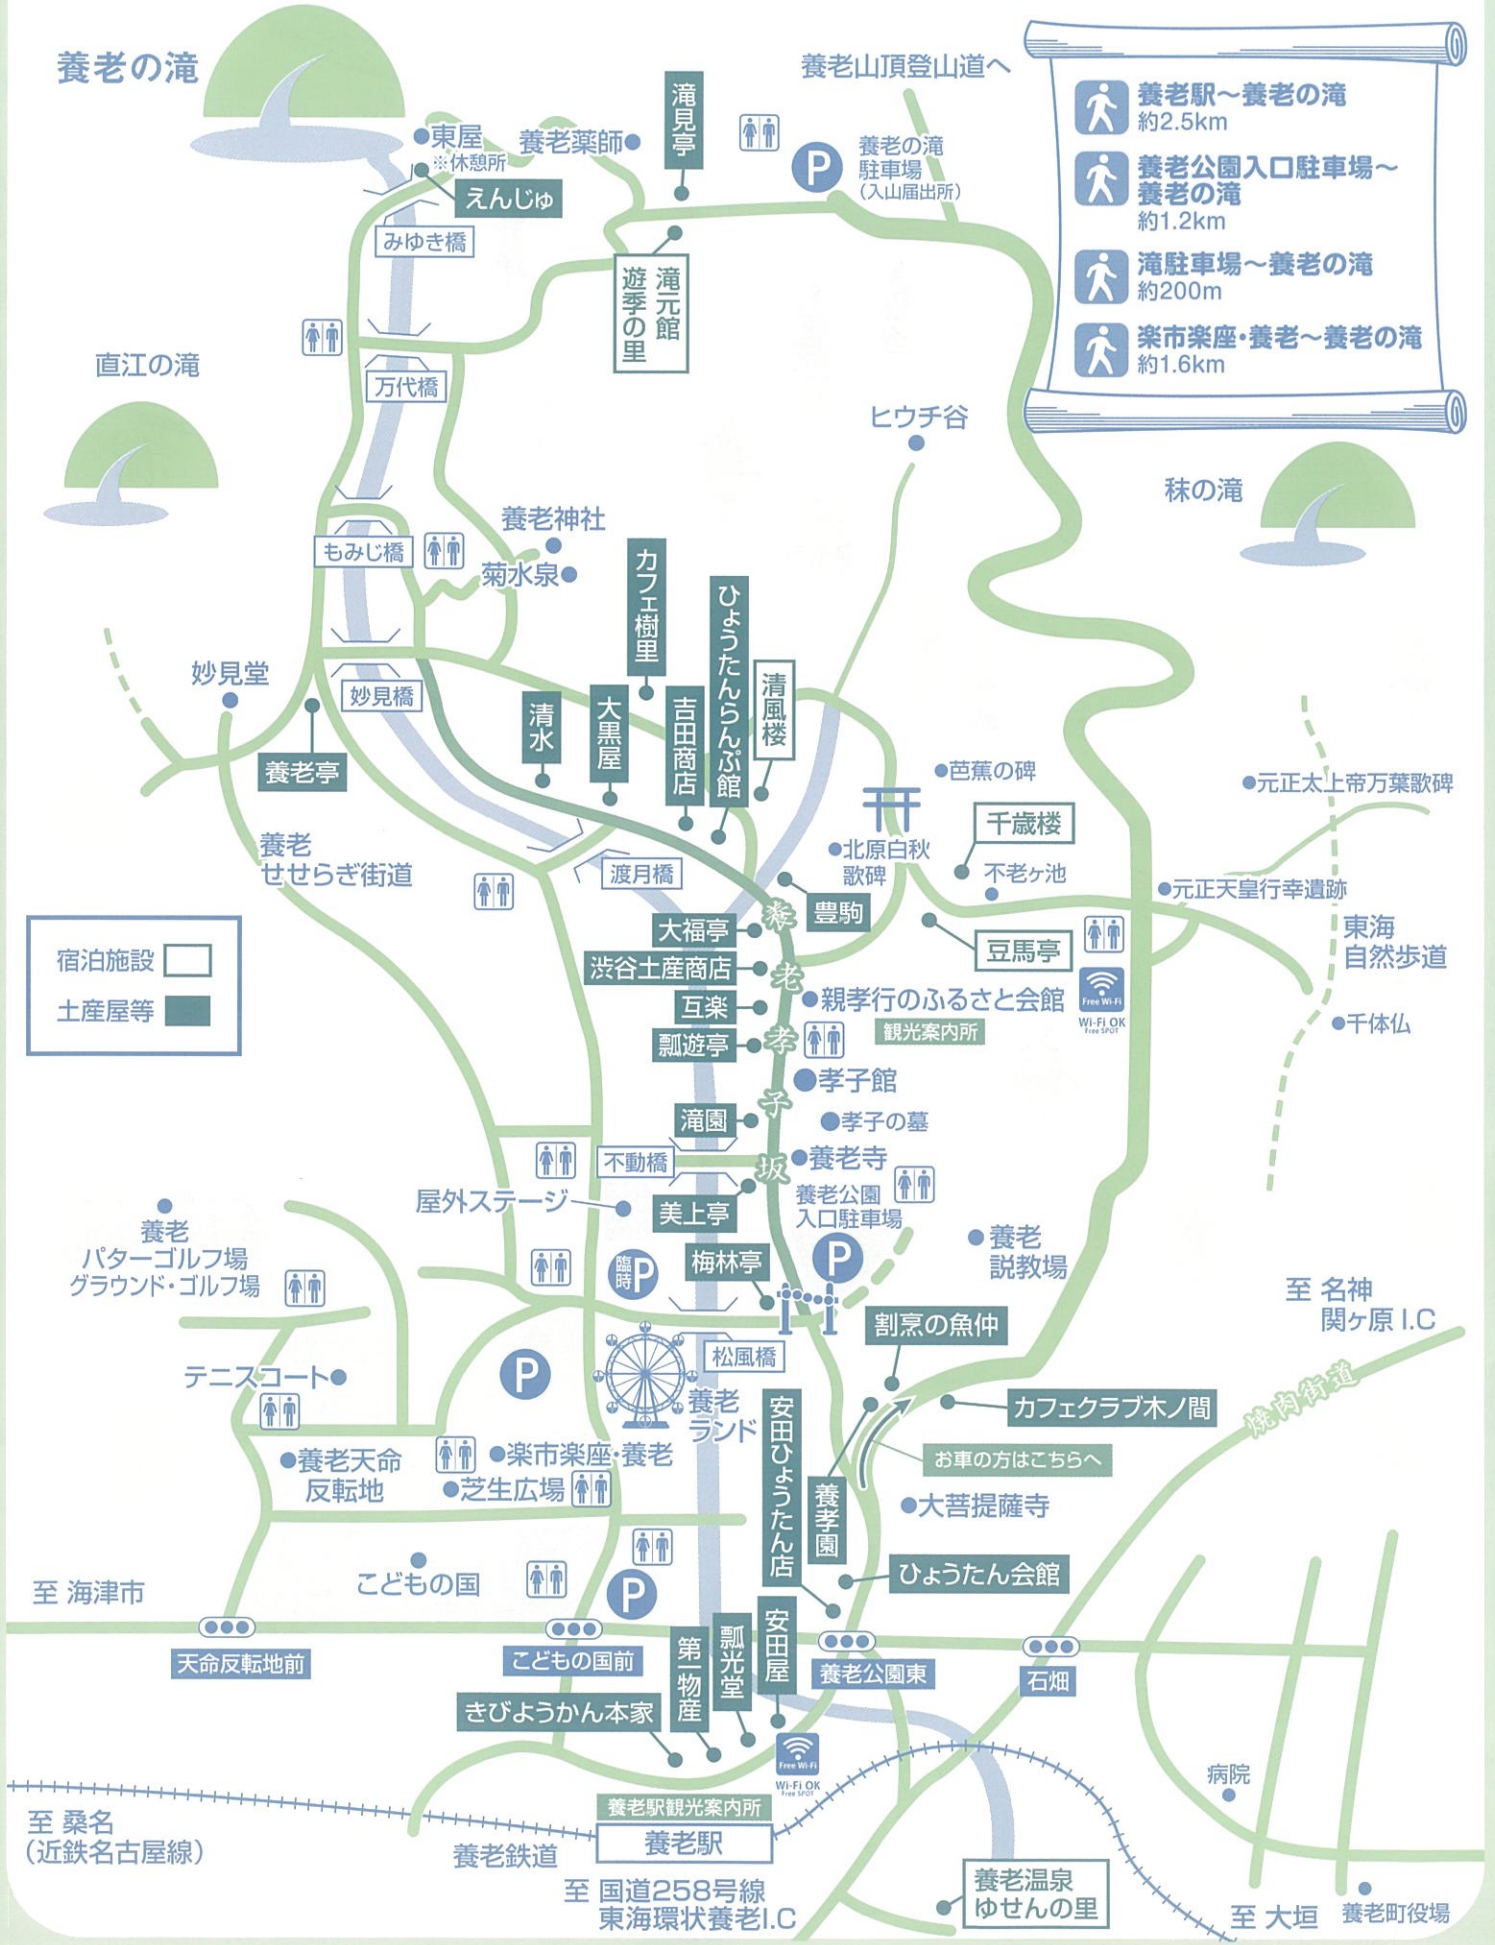 養老の滝
東屋
※休憩所
えんじゅ
養老薬師
滝見亭
養老山頂登山道へ
P
養老の滝
駐車場
(入山届出所)
養老駅〜養老の滝
約2.5km
養老公園入口駐車場〜
養老の滝
約1.2km
滝駐車場〜養老の滝
約200m
楽市楽座・養老〜養老の滝
約1.6km
みゆき橋
滝元館
遊季の里
直江の滝
万代橋
ヒウチ谷
秣の滝
もみじ橋
養老神社
菊水泉
カフェ樹里
ひょうたんらんぷ館
妙見堂
妙見橋
養老亭
清水
大黒屋
吉田商店
清風楼
芭蕉の碑
元正太上帝万葉歌碑
千歳楼
北原白秋
歌碑
不老ヶ池
元正天皇行幸遺跡
養老
せせらぎ街道
渡月橋
豊駒
豆馬亭
東海
自然歩道
千体仏
宿泊施設
土産屋等
大福亭
渋谷土産商店
互楽
瓢遊亭
滝園
養老孝子坂
親孝行のふるさと会館
観光案内所
Free Wi-Fi
Wi-Fi OK
Free SPOT
孝子館
孝子の墓
不動橋
養老寺
屋外ステージ
美上亭
養老公園
入口駐車場
P
養老
パターゴルフ場
グラウンド・ゴルフ場
臨時P
梅林亭
養老
説教場
至 名神
関ヶ原 I.C
割烹の魚仲
松風橋
テニスコート
P
養老
ランド
カフェクラブ木ノ間
焼肉街道
お車の方はこちらへ
安田ひょうたん店
養孝園
養老天命
反転地
楽市楽座・養老
芝生広場
大菩提薩寺
こどもの国
P
ひょうたん会館
至 海津市
天命反転地前
こどもの国前
養老公園東
石畑
第一物産
瓢光堂
安田屋
きびようかん本家
Free Wi-Fi
Wi-Fi OK
Free SPOT
病院
養老駅観光案内所
養老駅
至 桑名
(近鉄名古屋線)
養老鉄道
至 国道258号線
東海環状養老I.C
養老温泉
ゆせんの里
至 大垣
養老町役場